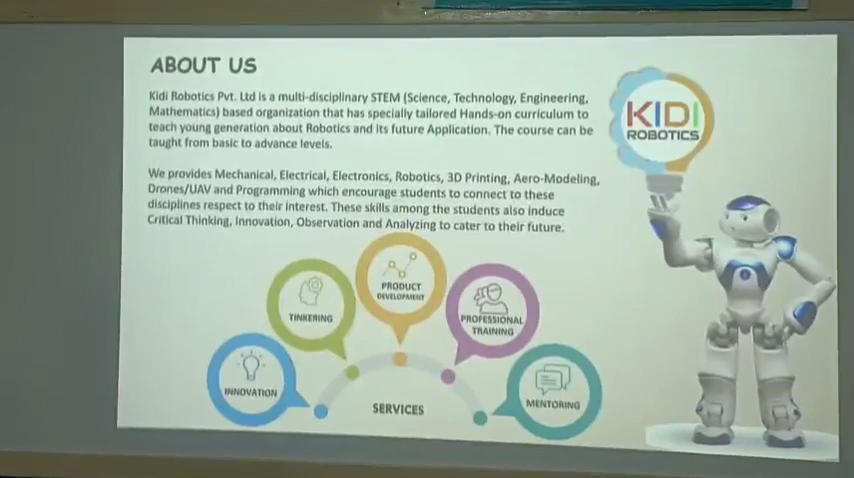 ABOUT US
Kidi Robotics Pvt. Ltd is a multi-disciplinary STEM (Science, Technology, Engineering,
Mathematics) based organization that has specially tailored Hands-on curriculum to
teach young generation about Robotics and its future Application. The course can be
taught from basic to advance levels.
We provides Mechanical, Electrical, Electronics, Robotics, 3D Printing, Aero-Modeling,
Drones/UAV and Programming which encourage students to connect to these
disciplines respect to their interest. These skills among the students also induce
Critical Thinking, Innovation, Observation and Analyzing to cater to their future.
KIDI
ROBOTICS
INNOVATION
TINKERING
PRODUCT
DEVELOPMENT
PROFESSIONAL
TRAINING
MENTORING
SERVICES